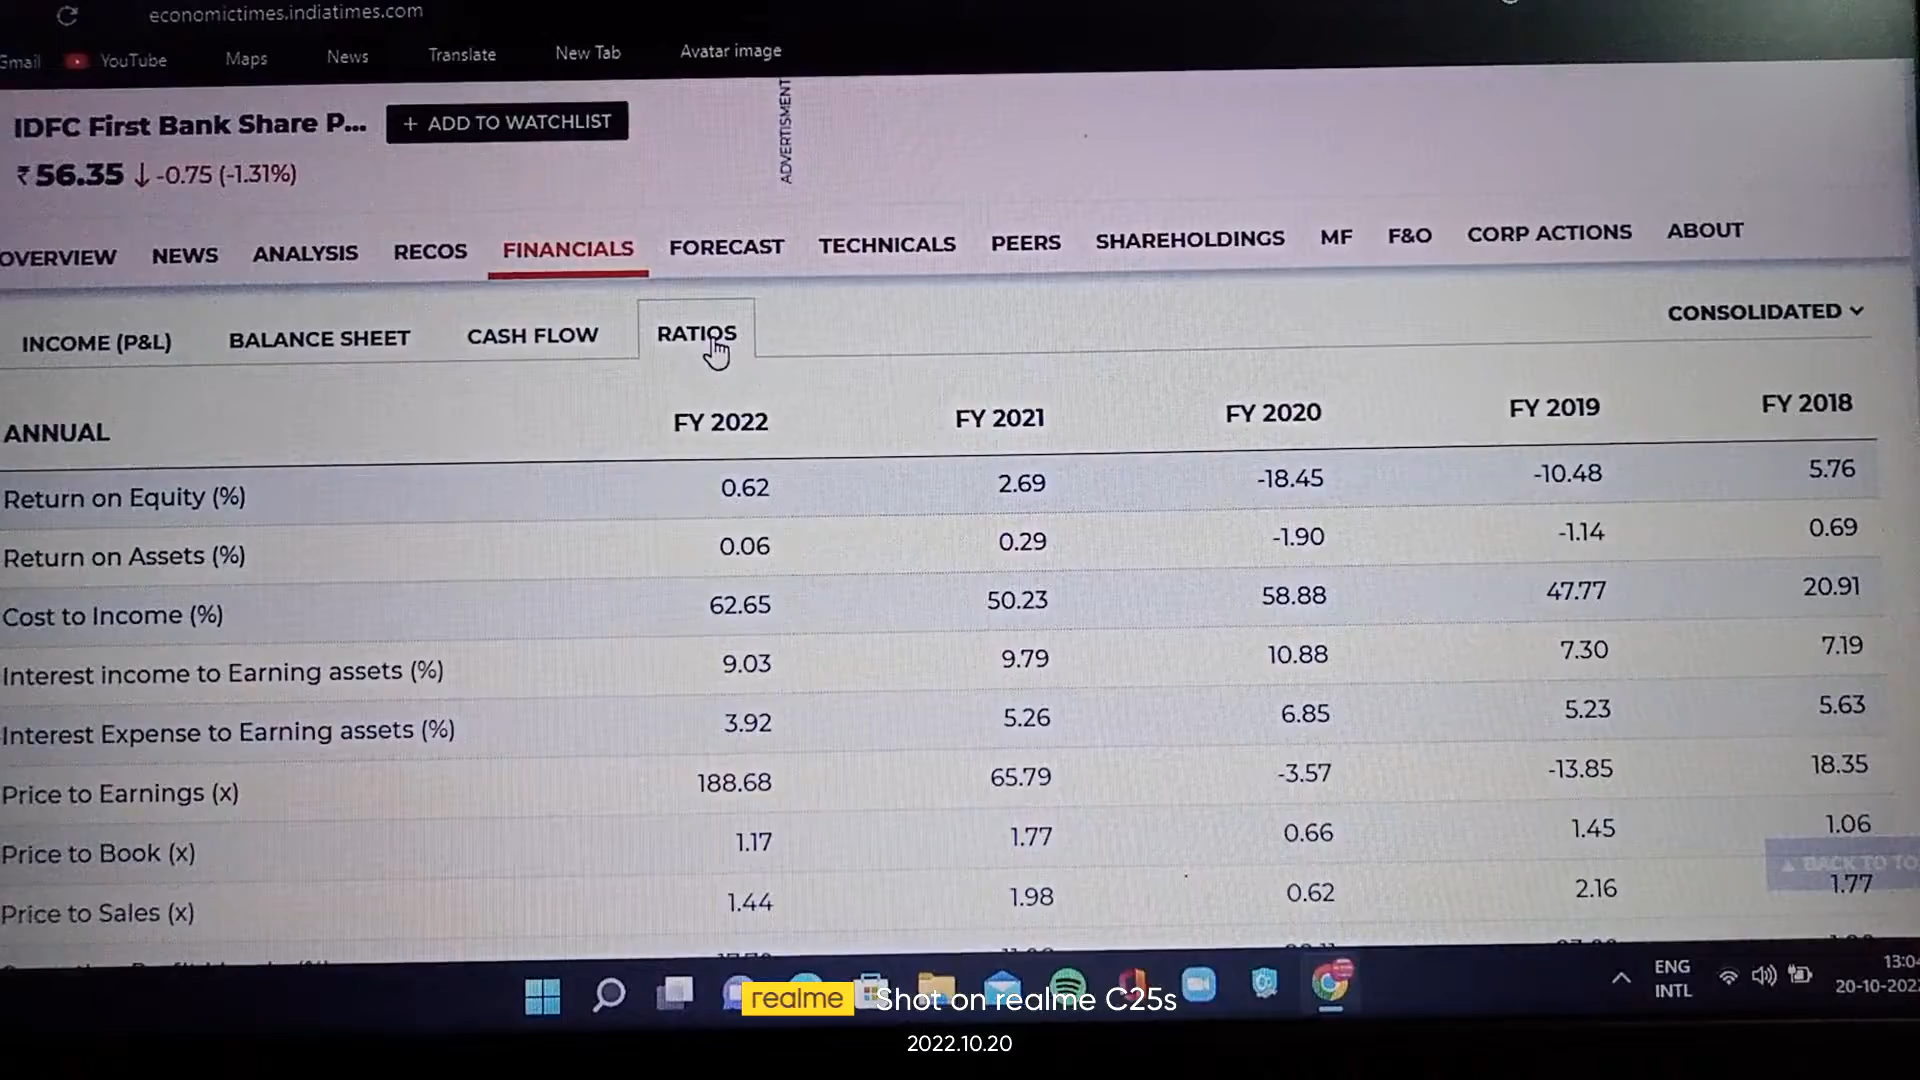 economictimes.indiatimes.com
Gmail YouTube Maps News Translate New Tab Avatar image
ADVERTISMENT
IDFC First Bank Share P... + ADD TO WATCHLIST
₹56.35 ↓ -0.75 (-1.31%)
OVERVIEW NEWS ANALYSIS RECOS FINANCIALS FORECAST TECHNICALS PEERS SHAREHOLDINGS MF F&O CORP ACTIONS ABOUT
INCOME (P&L) BALANCE SHEET CASH FLOW RATIOS CONSOLIDATED
ANNUAL FY 2022 FY 2021 FY 2020 FY 2019 FY 2018
Return on Equity (%) 0.62 2.69 -18.45 -10.48 5.76
Return on Assets (%) 0.06 0.29 -1.90 -1.14 0.69
Cost to Income (%) 62.65 50.23 58.88 47.77 20.91
Interest income to Earning assets (%) 9.03 9.79 10.88 7.30 7.19
Interest Expense to Earning assets (%) 3.92 5.26 6.85 5.23 5.63
Price to Earnings (x) 188.68 65.79 -3.57 -13.85 18.35
Price to Book (x) 1.17 1.77 0.66 1.45 1.06
BACK TO TO
Price to Sales (x) 1.44 1.98 0.62 2.16 1.77
ENG 13:04
INTL 20-10-202
realme Shot on realme C25s
2022.10.20